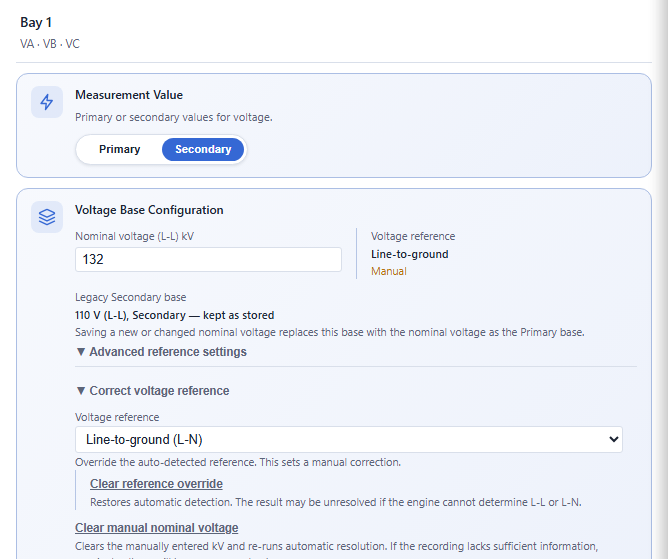 Bay 1
VA · VB · VC
Measurement Value
Primary or secondary values for voltage.
Primary Secondary
Voltage Base Configuration
Nominal voltage (L-L) kV
132
Voltage reference
Line-to-ground
Manual
Legacy Secondary base
110 V (L-L), Secondary — kept as stored
Saving a new or changed nominal voltage replaces this base with the nominal voltage as the Primary base.
▼ Advanced reference settings
▼ Correct voltage reference
Voltage reference
Line-to-ground (L-N)
Override the auto-detected reference. This sets a manual correction.
Clear reference override
Restores automatic detection. The result may be unresolved if the engine cannot determine L-L or L-N.
Clear manual nominal voltage
Clears the manually entered kV and re-runs automatic resolution. If the recording lacks sufficient information,